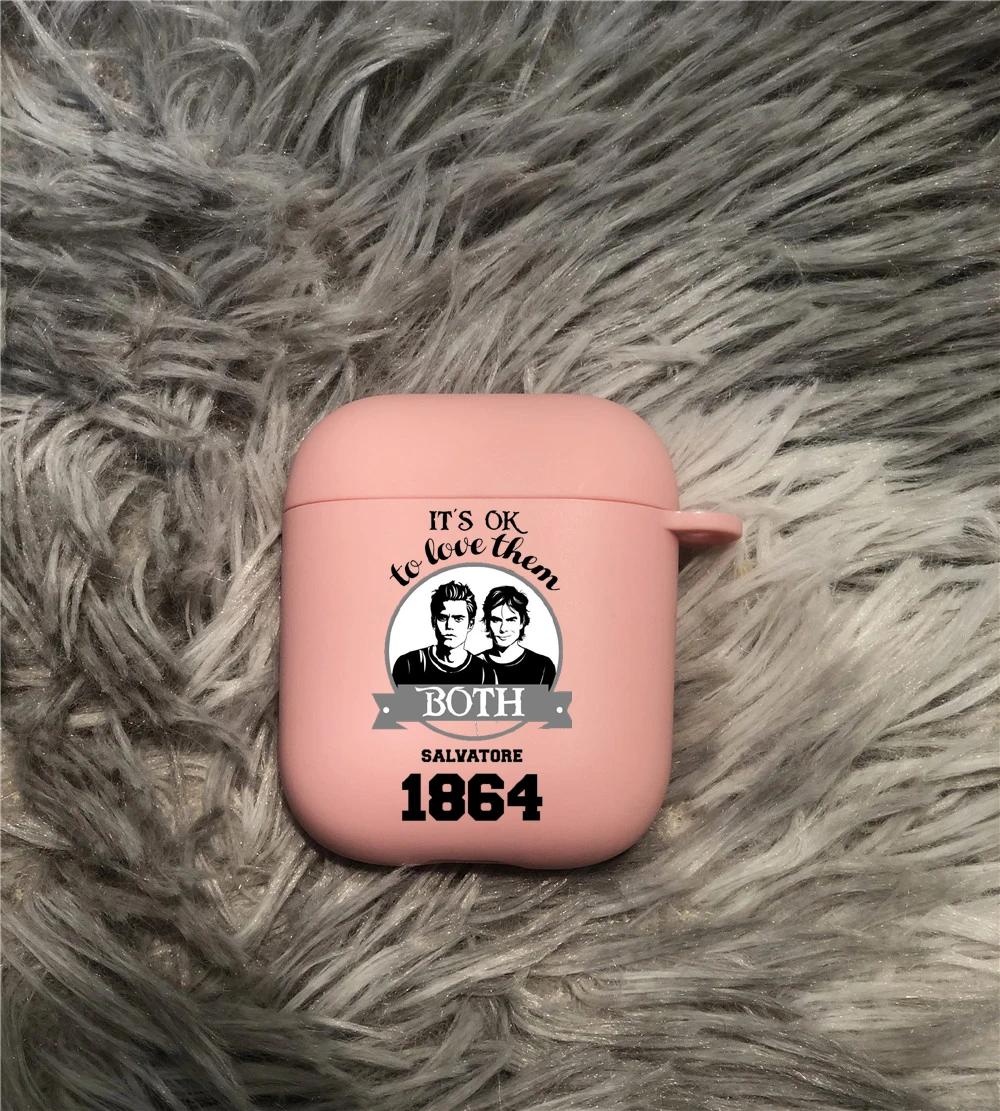 IT'S OK
to love them
BOTH
SALVATORE
1864